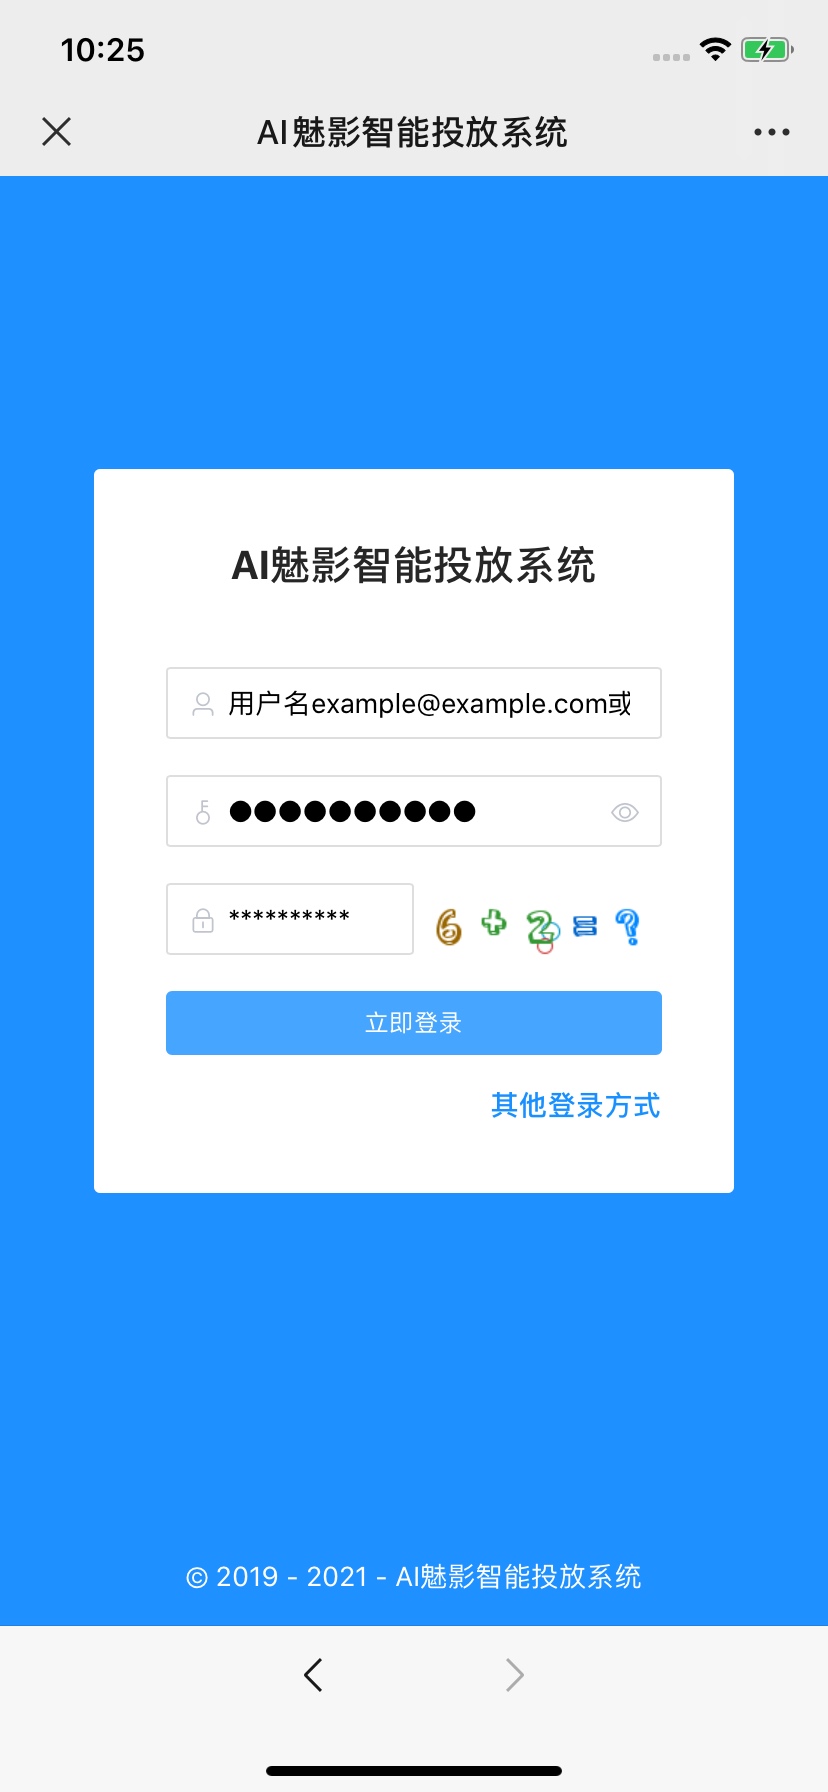 10:25
AI魅影智能投放系统
AI魅影智能投放系统
用户名example@example.com或
●●●●●●●●●●
**********
6 + 2 = ?
立即登录
其他登录方式
© 2019 - 2021 - AI魅影智能投放系统